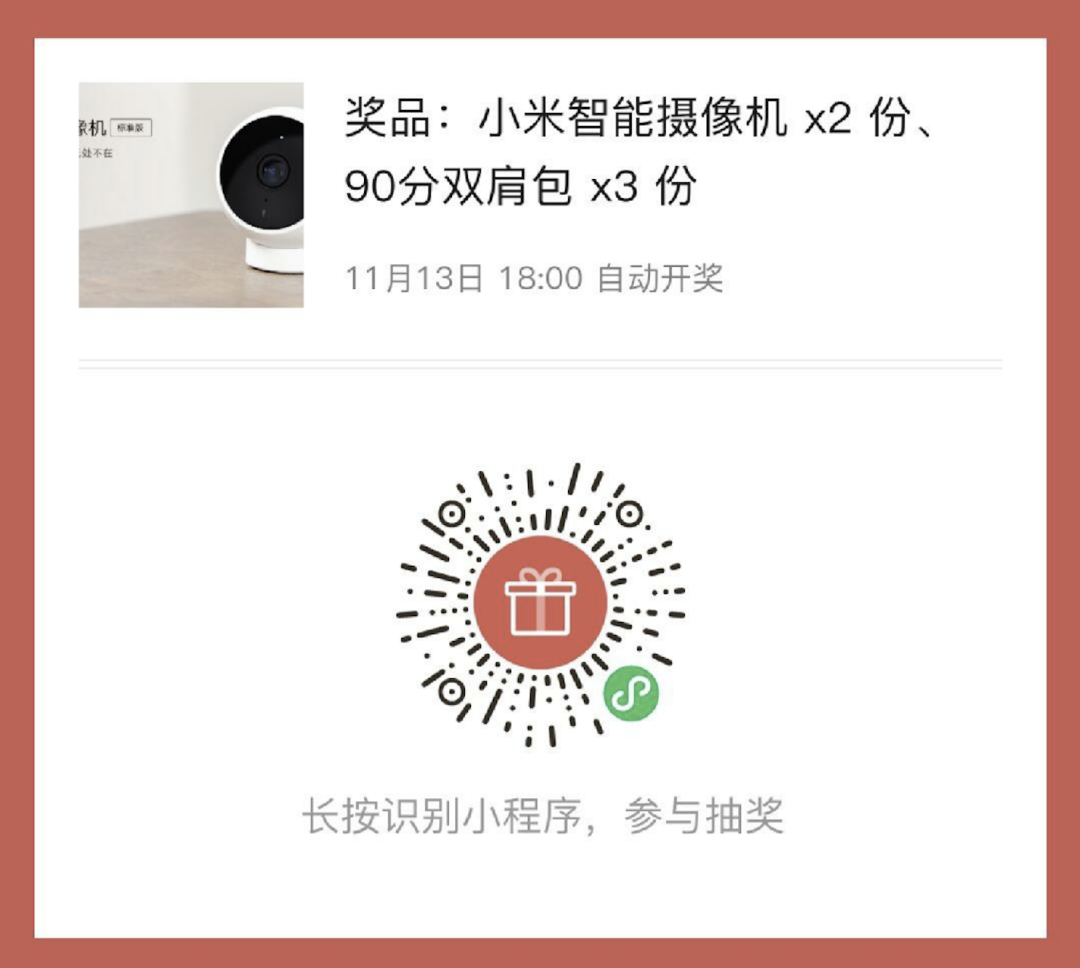 像机 标准版
处不在
奖品：小米智能摄像机 x2 份、
90分双肩包 x3 份
11月13日 18:00 自动开奖
长按识别小程序，参与抽奖